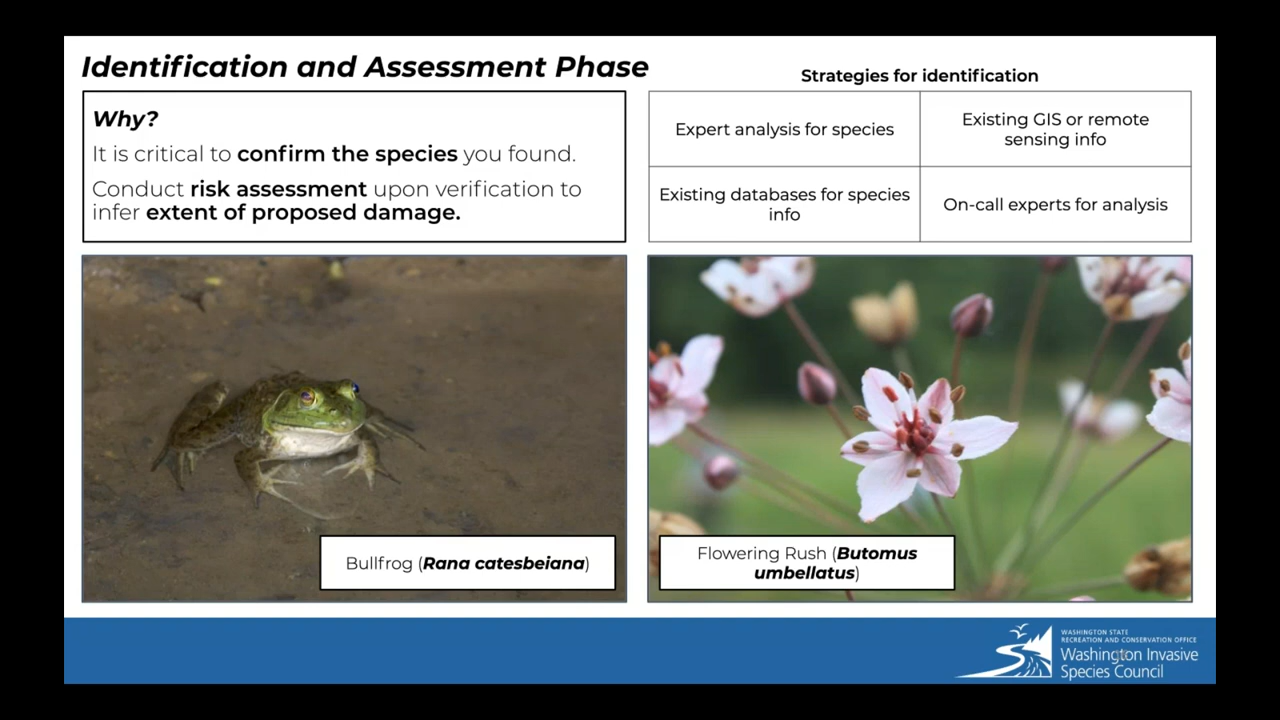 Identification and Assessment Phase
Why?
It is critical to confirm the species you found.
Conduct risk assessment upon verification to
infer extent of proposed damage.
Strategies for identification
Expert analysis for species
Existing GIS or remote
sensing info
Existing databases for species
info
On-call experts for analysis
Bullfrog (Rana catesbeiana)
Flowering Rush (Butomus
umbellatus)
WASHINGTON STATE
RECREATION AND CONSERVATION OFFICE
Washington Invasive
Species Council